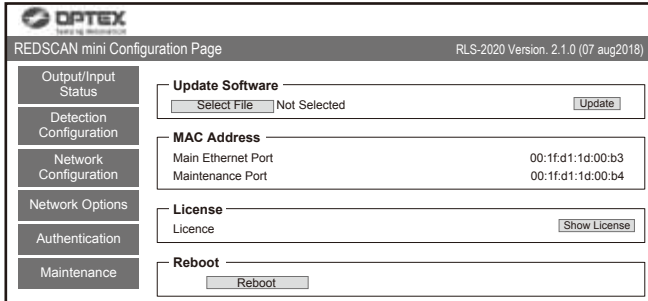 OPTEX
REDSCAN mini Configuration Page RLS-2020 Version. 2.1.0 (07 aug2018)
Output/Input
Status
Detection
Configuration
Network
Configuration
Network Options
Authentication
Maintenance
Update Software
Select File Not Selected Update
MAC Address
Main Ethernet Port 00:1f:d1:1d:00:b3
Maintenance Port 00:1f:d1:1d:00:b4
License
Licence Show License
Reboot
Reboot